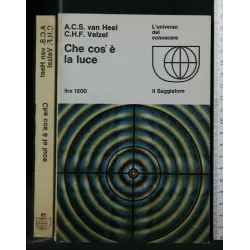 A.C.S. van Heel
C.H.F. Velzel
Che cos'è
la luce
lire 1200
L'universo
del
conoscere
Il Saggiatore
C.H.F. Velzel
A.C.S. van Heel
Che cos'è la luce